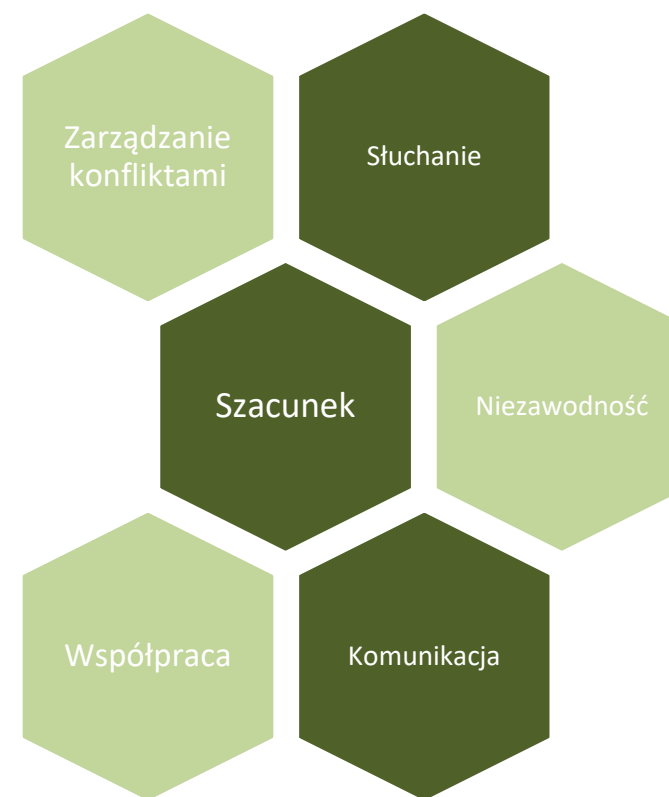 Zarządzanie
konfliktami
Słuchanie
Szacunek
Niezawodność
Współpraca
Komunikacja